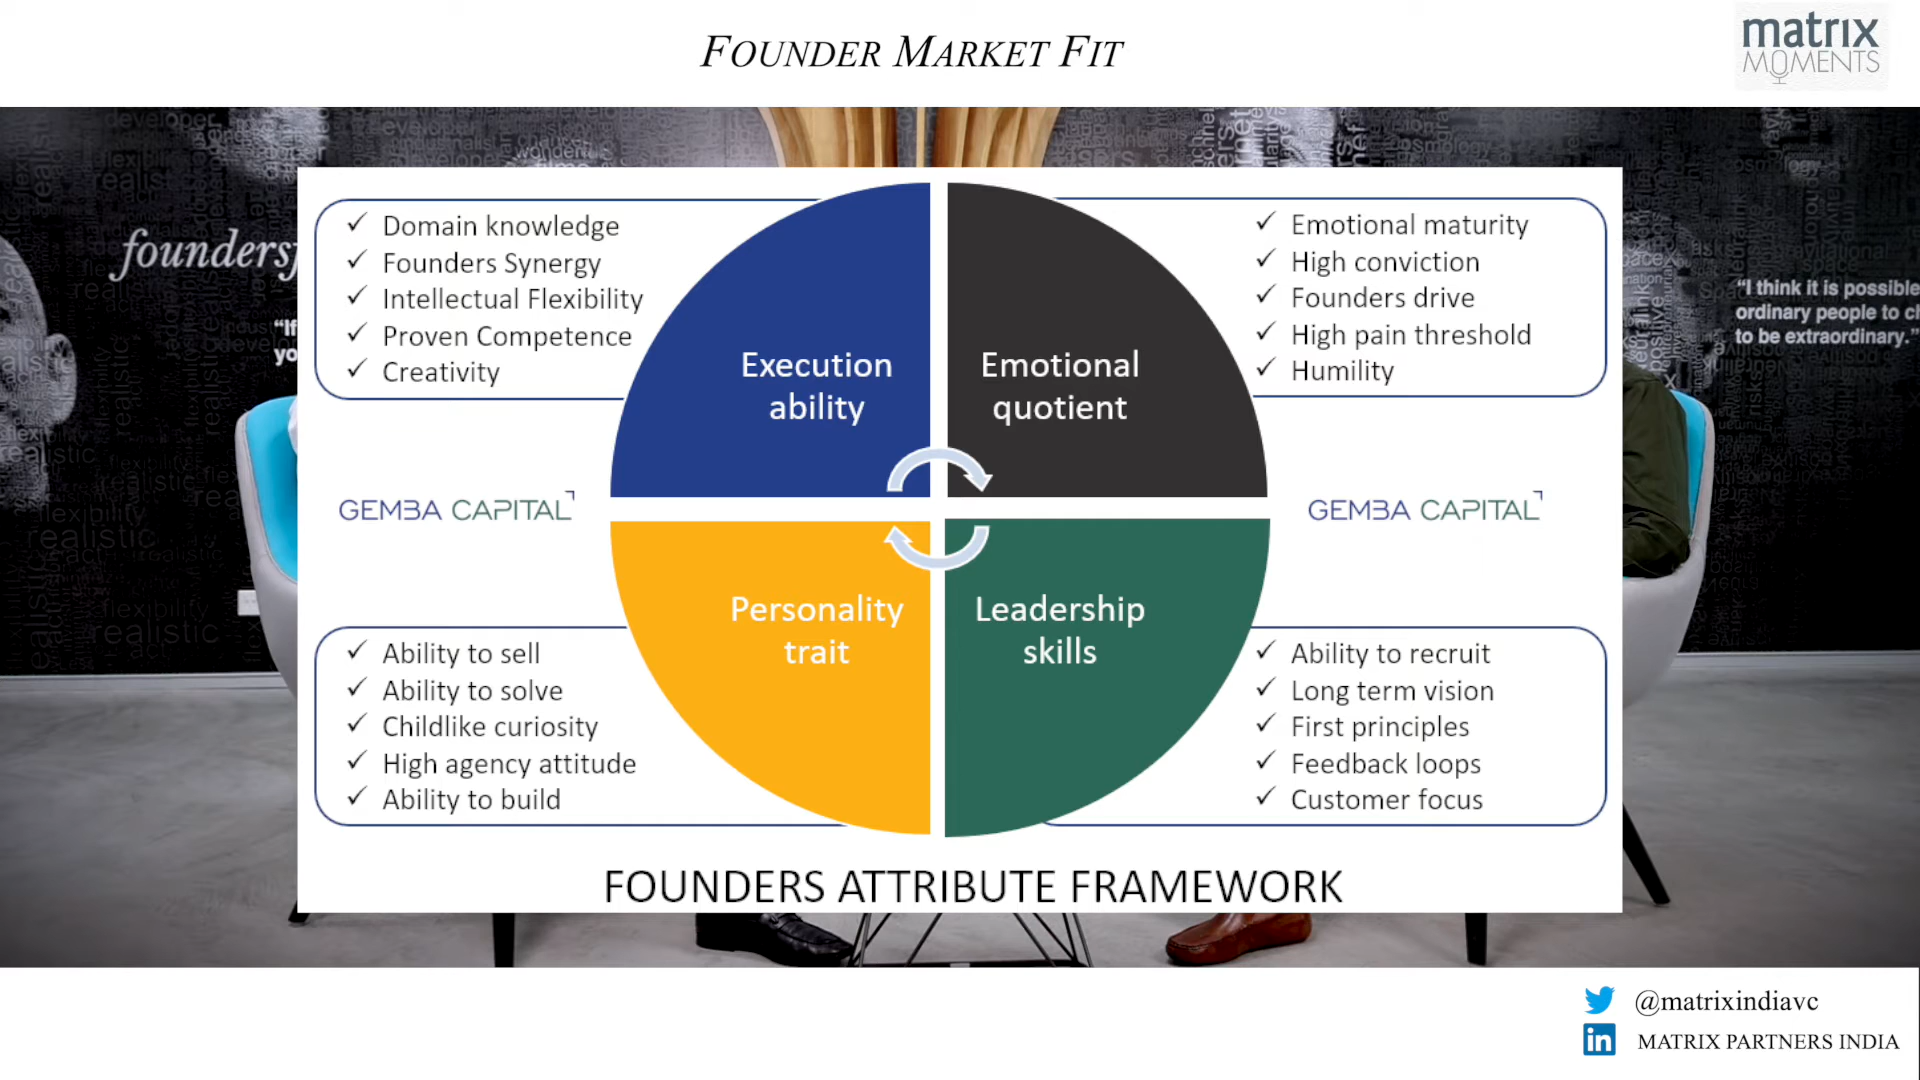 FOUNDER MARKET FIT
matrix
MOMENTS
founders
"If
yo
"I think it is possible
ordinary people to ch
to be extraordinary."
✓ Domain knowledge
✓ Founders Synergy
✓ Intellectual Flexibility
✓ Proven Competence
✓ Creativity
Execution
ability
Emotional
quotient
✓ Emotional maturity
✓ High conviction
✓ Founders drive
✓ High pain threshold
✓ Humility
GEMBA CAPITAL
GEMBA CAPITAL
Personality
trait
Leadership
skills
✓ Ability to sell
✓ Ability to solve
✓ Childlike curiosity
✓ High agency attitude
✓ Ability to build
✓ Ability to recruit
✓ Long term vision
✓ First principles
✓ Feedback loops
✓ Customer focus
FOUNDERS ATTRIBUTE FRAMEWORK
@matrixindiavc
in MATRIX PARTNERS INDIA